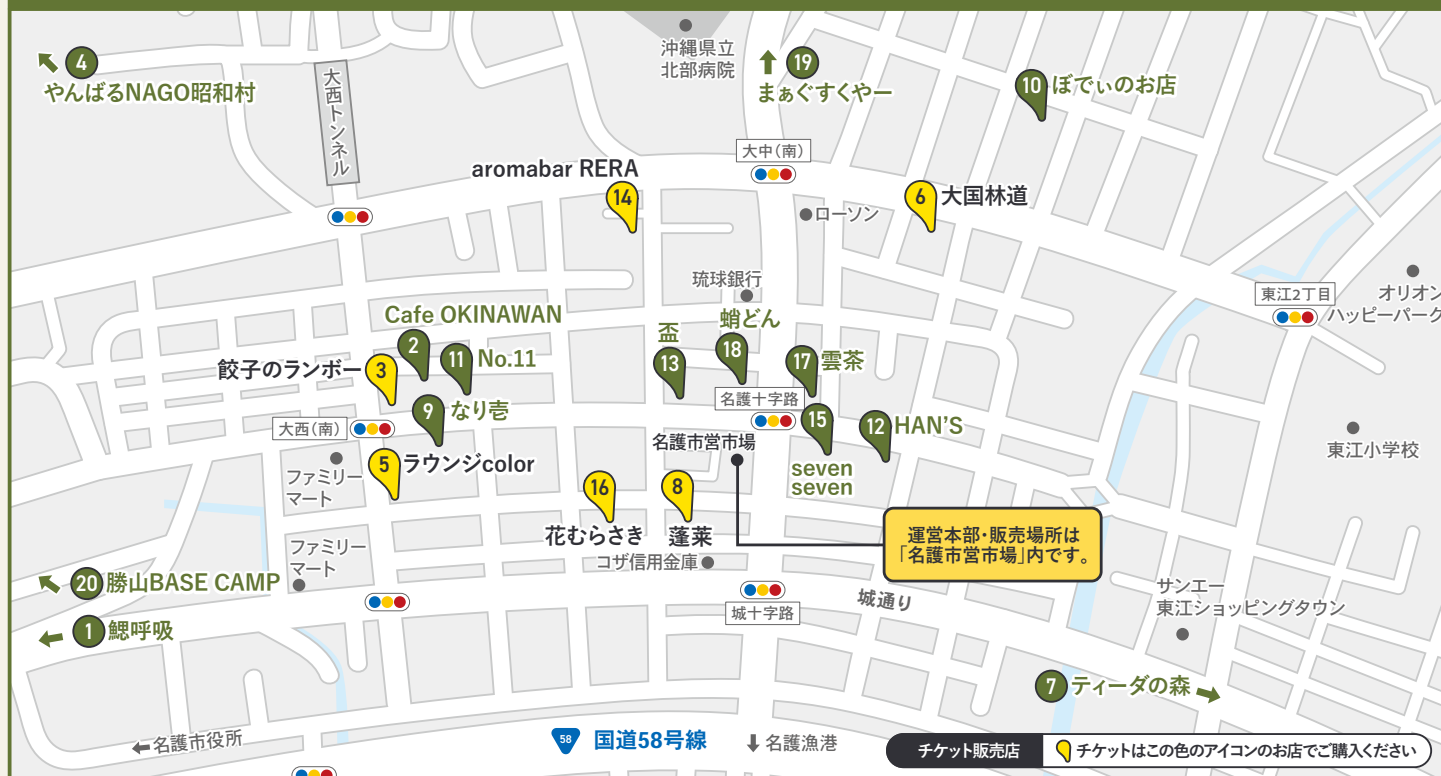 沖縄県立
北部病院
4
やんばるNAGO昭和村
19
まぁぐすくやー
10
ぼでぃのお店
大西トンネル
大中(南)
aromabar RERA
14
6
大国林道
ローソン
琉球銀行
東江2丁目
オリオン
ハッピーパーク
Cafe OKINAWAN
2
11
No.11
餃子のランボー
3
盃
13
蛸どん
18
17
雲茶
9
なり壱
名護十字路
大西(南)
15
seven
seven
12
HAN'S
名護市営市場
東江小学校
ファミリー
マート
5
ラウンジcolor
16
花むらさき
8
蓬莱
コザ信用金庫
運営本部・販売場所は
「名護市営市場」内です。
ファミリー
マート
20
勝山BASE CAMP
1
鰓呼吸
城十字路
城通り
サンエー
東江ショッピングタウン
7
ティーダの森
名護市役所
58
国道58号線
名護漁港
チケット販売店
チケットはこの色のアイコンのお店でご購入ください